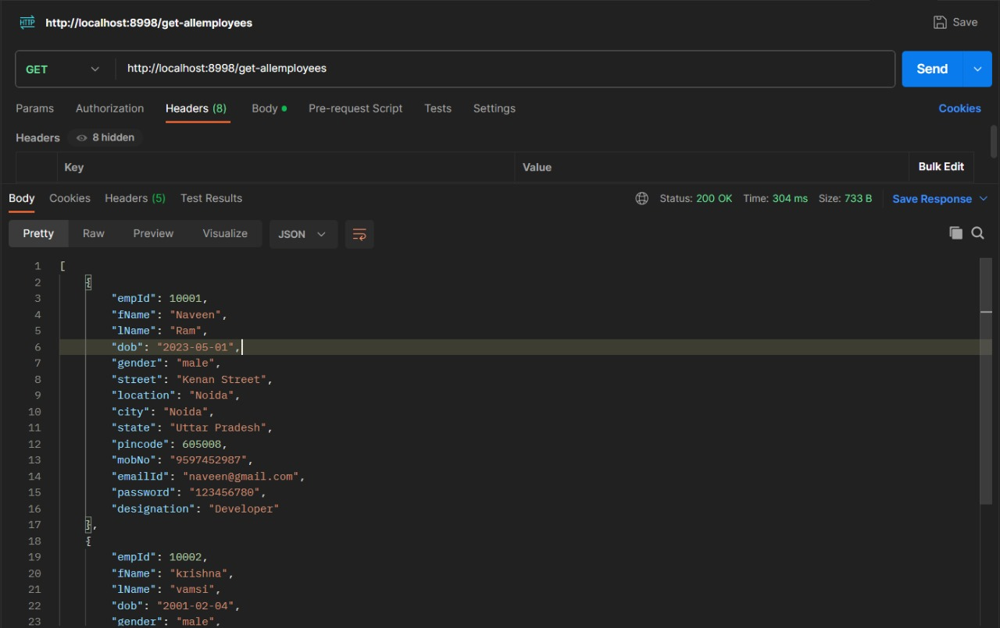 HTTP http://localhost:8998/get-allemployees Save
GET http://localhost:8998/get-allemployees Send
Params Authorization Headers (8) Body Pre-request Script Tests Settings Cookies
Headers 8 hidden
Key Value Bulk Edit
Body Cookies Headers (5) Test Results Status: 200 OK Time: 304 ms Size: 733 B Save Response
Pretty Raw Preview Visualize JSON
1 [
2 {
3 "empId": 10001,
4 "fName": "Naveen",
5 "lName": "Ram",
6 "dob": "2023-05-01",
7 "gender": "male",
8 "street": "Kenan Street",
9 "location": "Noida",
10 "city": "Noida",
11 "state": "Uttar Pradesh",
12 "pincode": 605008,
13 "mobNo": "9597452987",
14 "emailId": "naveen@gmail.com",
15 "password": "123456780",
16 "designation": "Developer"
17 },
18 {
19 "empId": 10002,
20 "fName": "krishna",
21 "lName": "vamsi",
22 "dob": "2001-02-04",
23 "gender": "male",